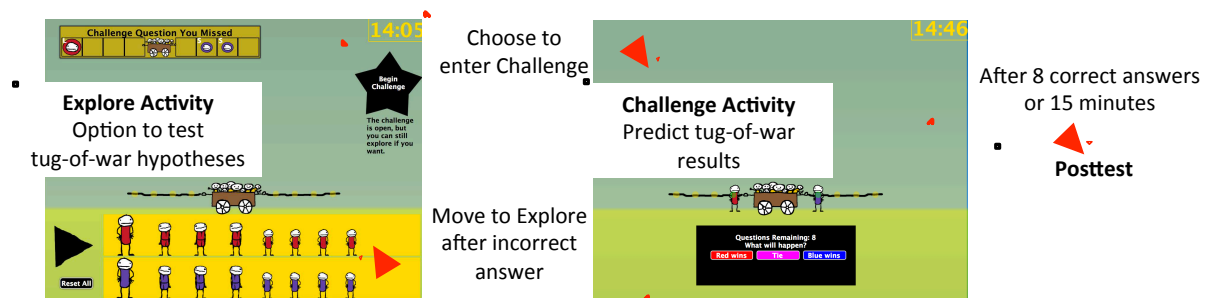 Challenge Question You Missed
14:05
Begin
Challenge
The challenge
is open, but
you can still
explore if you
want.
Explore Activity
Option to test
tug-of-war hypotheses
Reset All
Choose to
enter Challenge
Move to Explore
after incorrect
answer
14:46
Challenge Activity
Predict tug-of-war
results
Questions Remaining: 8
What will happen?
Red wins
Tie
Blue wins
After 8 correct answers
or 15 minutes
Posttest